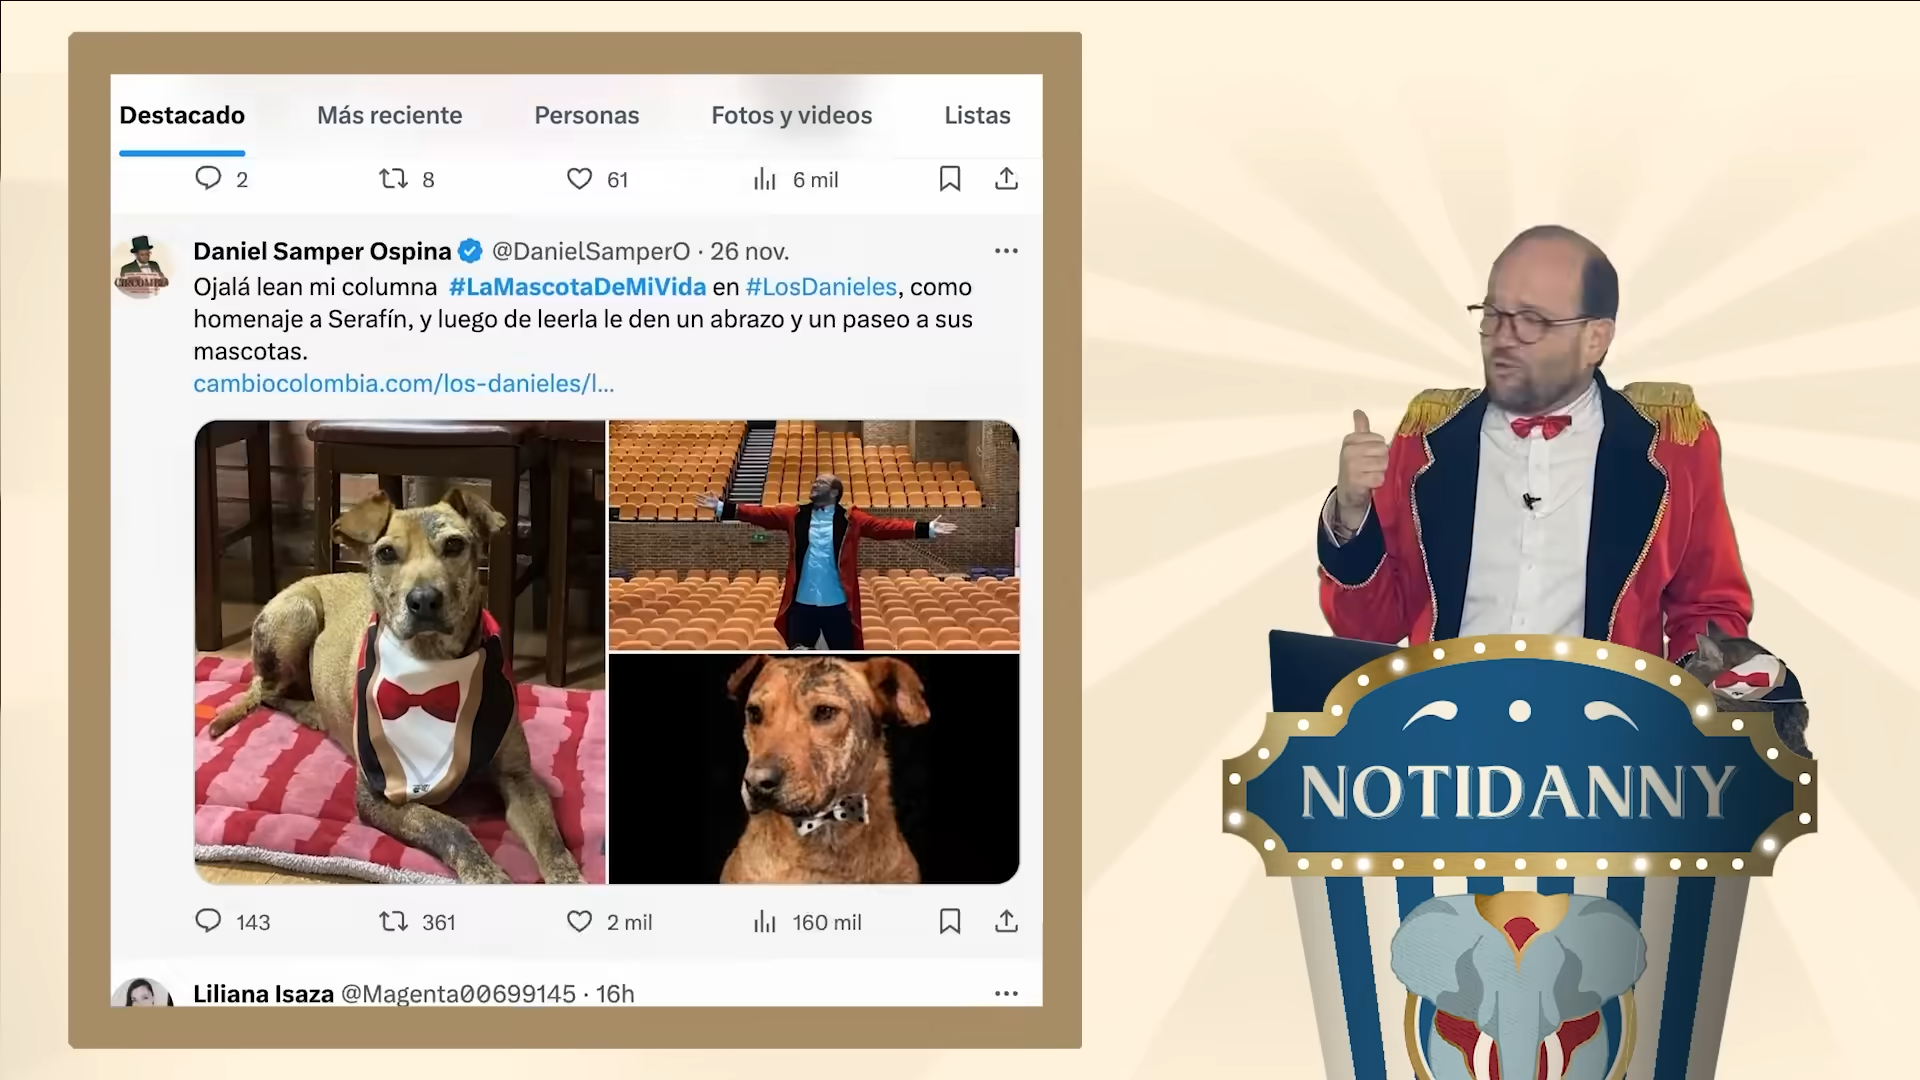 Destacado Más reciente Personas Fotos y videos Listas
2 8 61 6 mil
Daniel Samper Ospina @DanielSamperO · 26 nov.
Ojalá lean mi columna #LaMascotaDeMiVida en #LosDanieles, como
homenaje a Serafín, y luego de leerla le den un abrazo y un paseo a sus
mascotas.
cambiocolombia.com/los-danieles/l...
143 361 2 mil 160 mil
Liliana Isaza @Magenta00699145 · 16h
NOTIDANNY